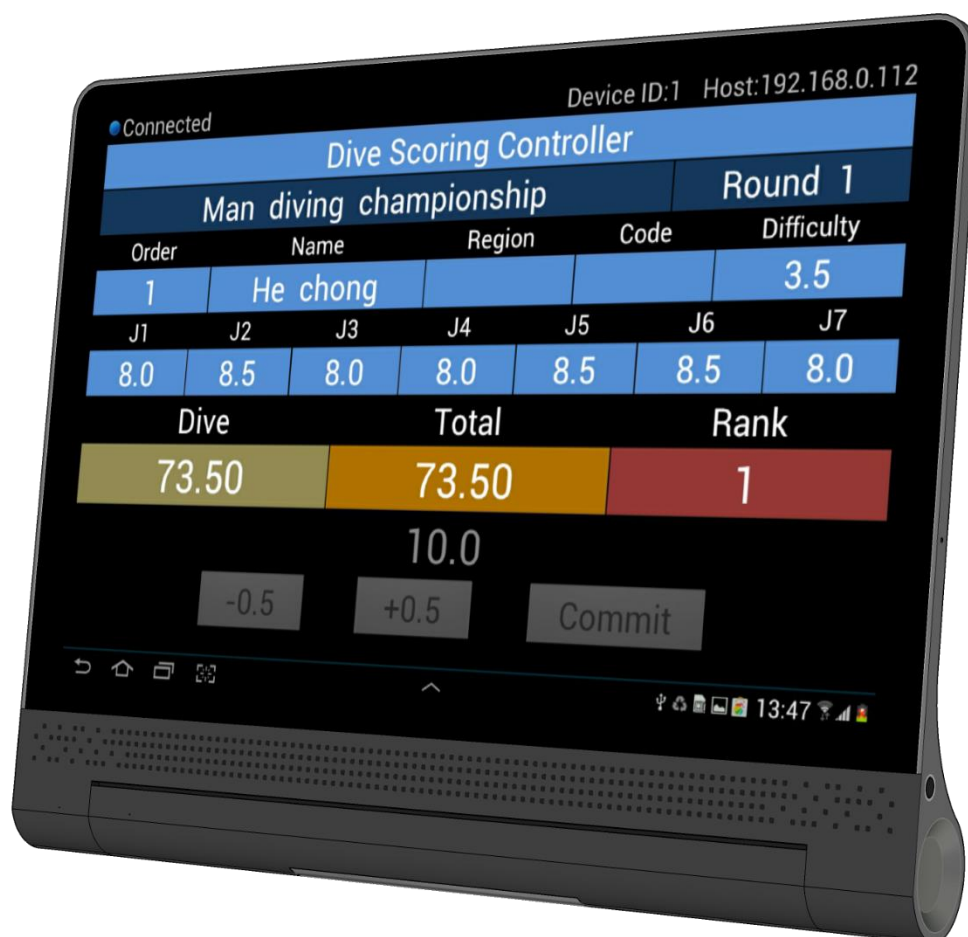 Connected Device ID:1 Host:192.168.0.112
Dive Scoring Controller
Man diving championship Round 1
Order Name Region Code Difficulty
1 He chong 3.5
J1 J2 J3 J4 J5 J6 J7
8.0 8.5 8.0 8.0 8.5 8.5 8.0
Dive Total Rank
73.50 73.50 1
10.0
-0.5 +0.5 Commit
13:47